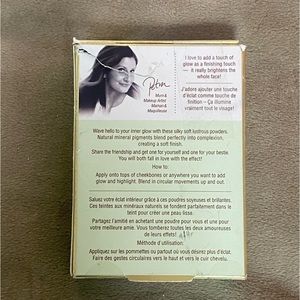 I love to add a touch of
glow as a finishing touch
— it really brightens the
whole face!
J'adore ajouter une touche
d'éclat comme touche de
finition – Ça illumine
vraiment tout le visage!
Mum &
Makeup Artist
Maman &
Maquilleuse
Wave hello to your inner glow with these silky soft lustrous powders.
Natural mineral pigments blend perfectly into complexion,
creating a soft finish.
Share the friendship and get one for yourself and one for your bestie.
You will both fall in love with the effect!
How to:
Apply onto tops of cheekbones or anywhere you want to add
glow and highlight. Blend in circular movements up and out.
Saluez votre éclat intérieur grâce à ces poudres soyeuses et brillantes.
Ces teintes aux minéraux naturels se fondent parfaitement dans le
teint pour créer une peau lisse.
Partagez l'amitié en achetant une poudre pour vous et une pour
votre meilleure amie. Vous tomberez toutes les deux amoureuses
de leurs effets!
Méthode d'utilisation:
Appliquez sur les pommettes ou partout où vous désirez plus d'éclat.
Faire des gestes circulaires vers le haut et vers le cuir chevelu.